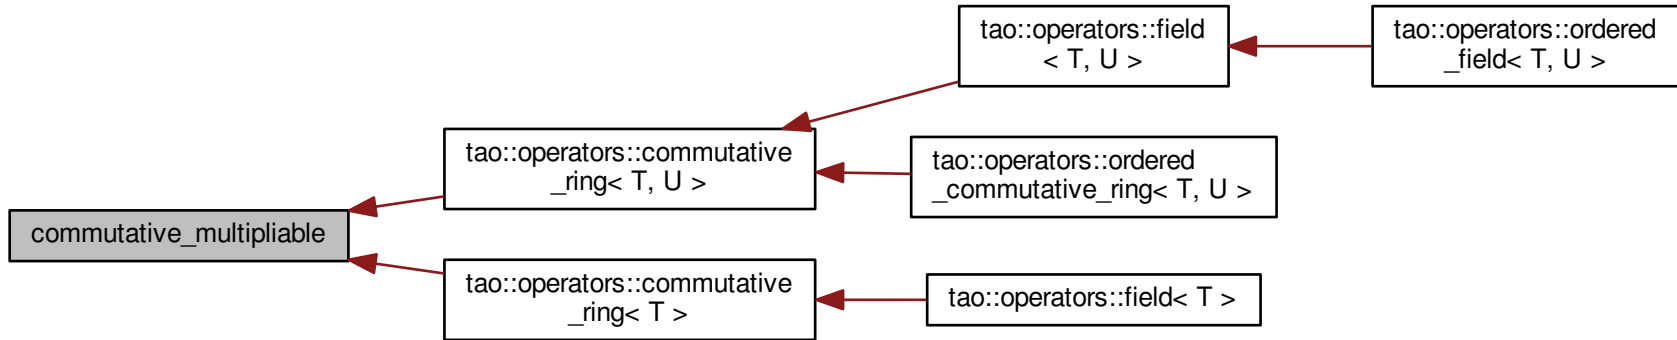 commutative_multipliable
tao::operators::commutative
_ring< T, U >
tao::operators::commutative
_ring< T >
tao::operators::field
< T, U >
tao::operators::ordered
_commutative_ring< T, U >
tao::operators::field< T >
tao::operators::ordered
_field< T, U >